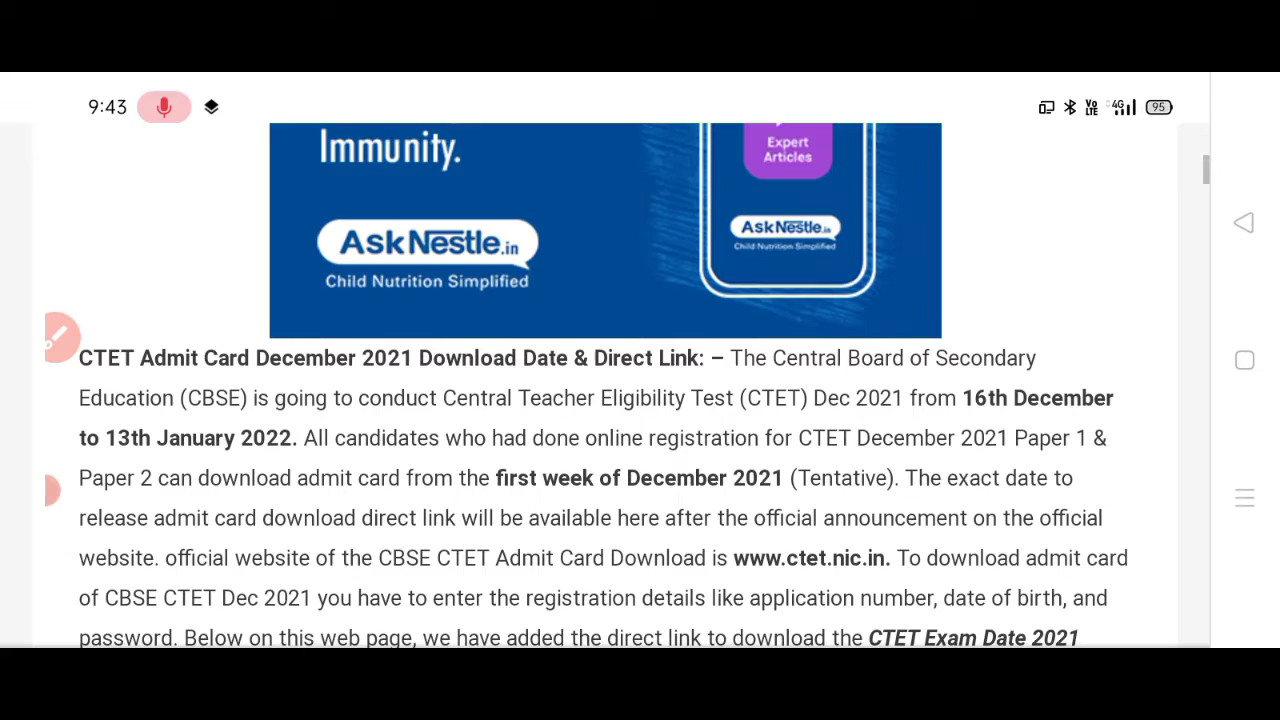 9:43
Vo LTE 4G 95
Immunity.
Expert
Articles
AskNestle.in
Child Nutrition Simplified
AskNestle.in
Child Nutrition Simplified
CTET Admit Card December 2021 Download Date & Direct Link: – The Central Board of Secondary
Education (CBSE) is going to conduct Central Teacher Eligibility Test (CTET) Dec 2021 from 16th December
to 13th January 2022. All candidates who had done online registration for CTET December 2021 Paper 1 &
Paper 2 can download admit card from the first week of December 2021 (Tentative). The exact date to
release admit card download direct link will be available here after the official announcement on the official
website. official website of the CBSE CTET Admit Card Download is www.ctet.nic.in. To download admit card
of CBSE CTET Dec 2021 you have to enter the registration details like application number, date of birth, and
password. Below on this web page, we have added the direct link to download the CTET Exam Date 2021